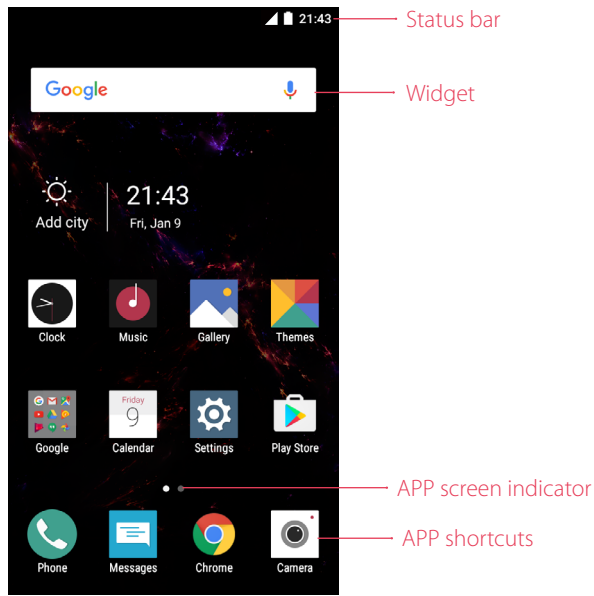 21:43
Status bar
Google
Widget
21:43
Add city
Fri, Jan 9
Clock Music Gallery Themes
Friday
9
Google Calendar Settings Play Store
APP screen indicator
APP shortcuts
Phone Messages Chrome Camera